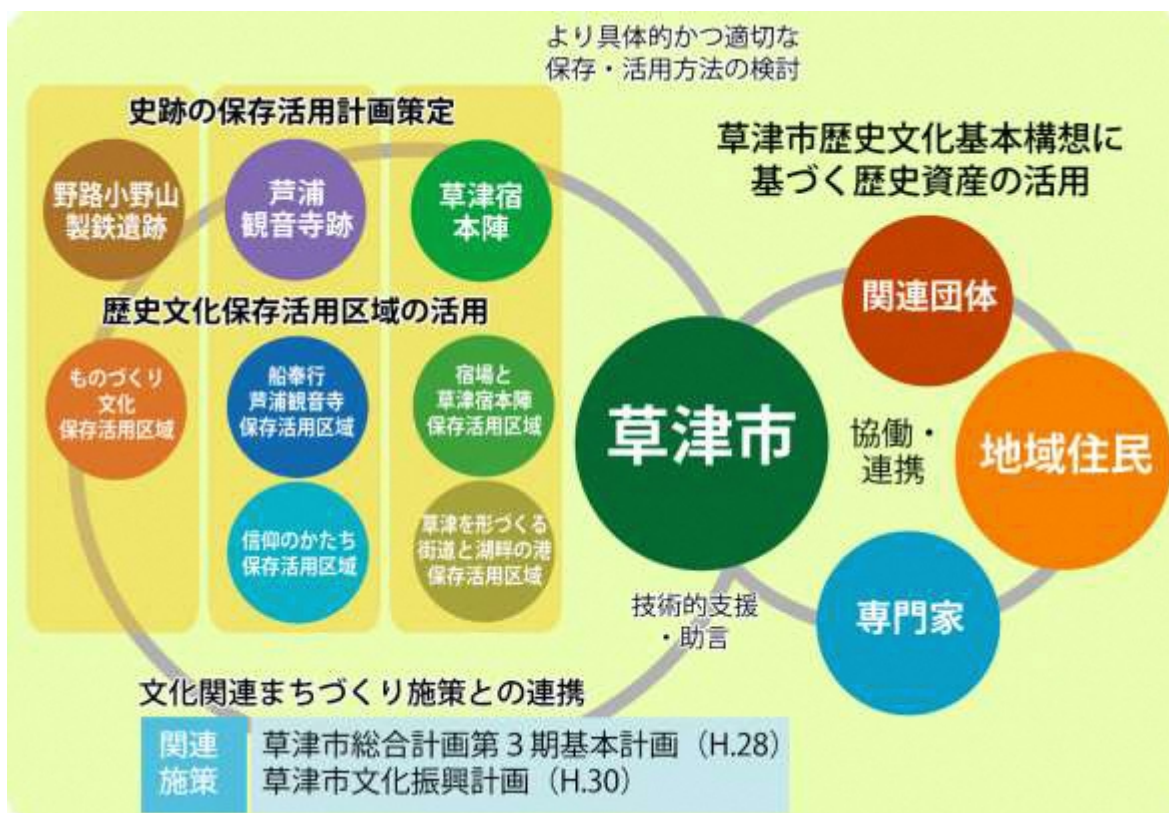 より具体的かつ適切な
保存・活用方法の検討
史跡の保存活用計画策定
野路小野山
製鉄遺跡
芦浦
観音寺跡
草津宿
本陣
歴史文化保存活用区域の活用
ものづくり
文化
保存活用区域
船奉行
芦浦観音寺
保存活用区域
宿場と
草津宿本陣
保存活用区域
信仰のかたち
保存活用区域
草津を形づくる
街道と湖畔の港
保存活用区域
草津市歴史文化基本構想に
基づく歴史資産の活用
関連団体
草津市
協働・
連携
地域住民
専門家
技術的支援
・助言
文化関連まちづくり施策との連携
関連
施策
草津市総合計画第3期基本計画（H.28）
草津市文化振興計画（H.30）